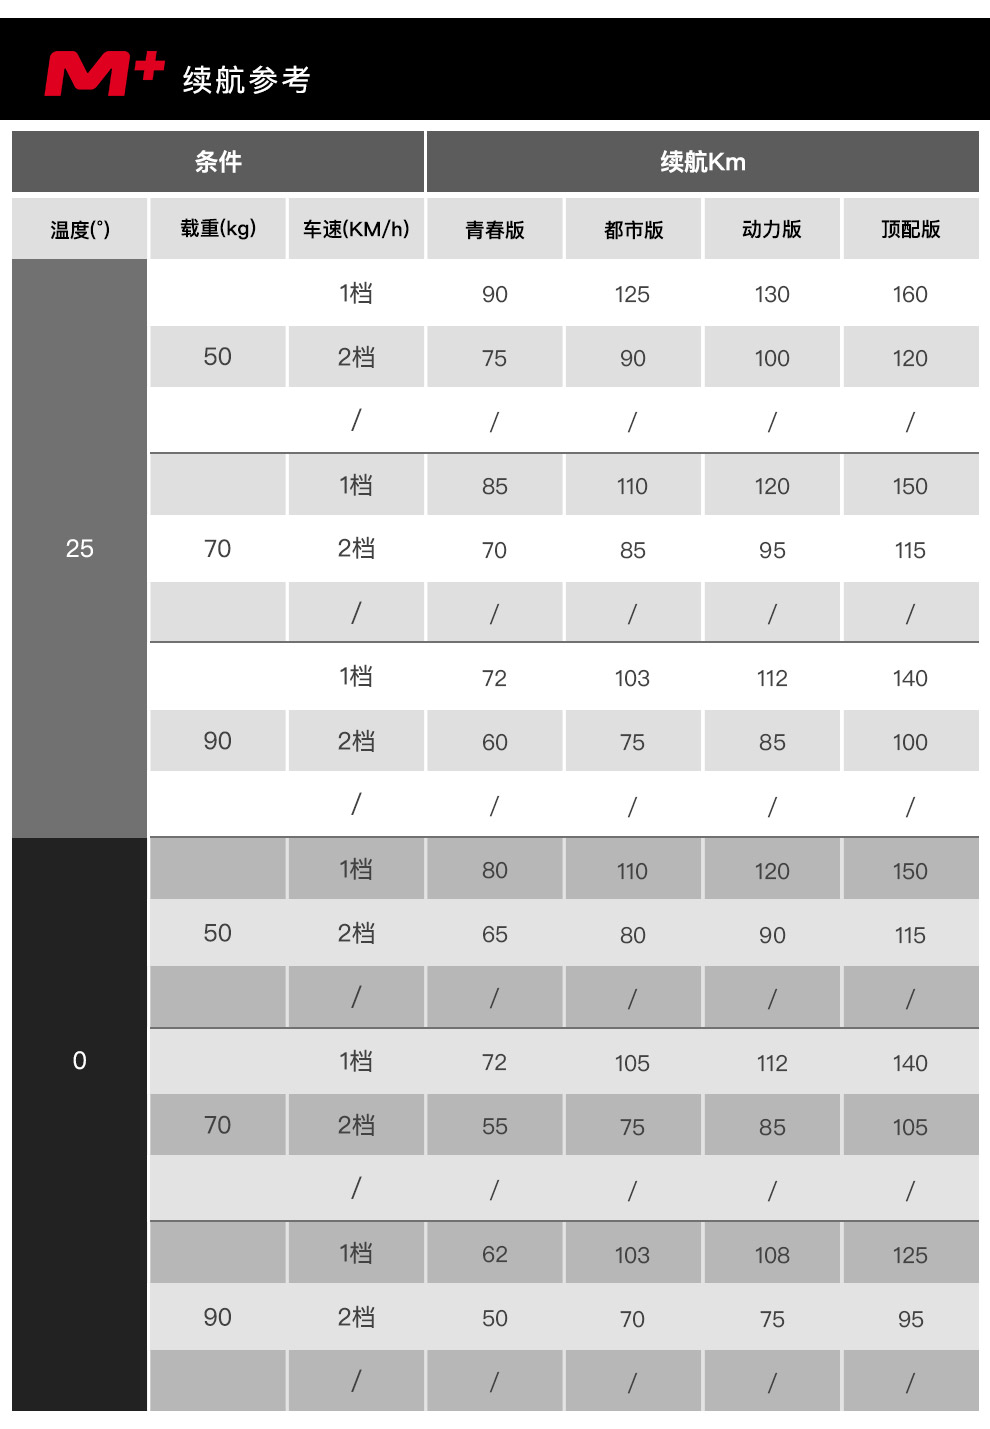 M+ 续航参考
条件 续航Km
温度(°) 载重(kg) 车速(KM/h) 青春版 都市版 动力版 顶配版
1档 90 125 130 160
50 2档 75 90 100 120
/ / / / /
1档 85 110 120 150
25 70 2档 70 85 95 115
/ / / / /
1档 72 103 112 140
90 2档 60 75 85 100
/ / / / /
1档 80 110 120 150
50 2档 65 80 90 115
/ / / / /
0 1档 72 105 112 140
70 2档 55 75 85 105
/ / / / /
1档 62 103 108 125
90 2档 50 70 75 95
/ / / / /